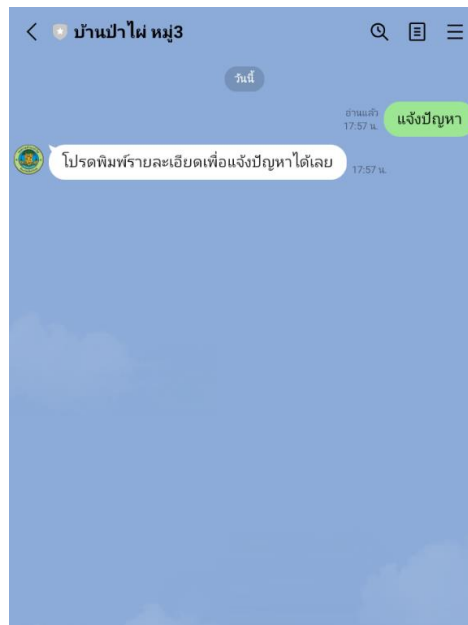 บ้านป่าไผ่ หมู่3
วันนี้
อ่านแล้ว
17:57 น.
แจ้งปัญหา
โปรดพิมพ์รายละเอียดเพื่อแจ้งปัญหาได้เลย
17:57 น.